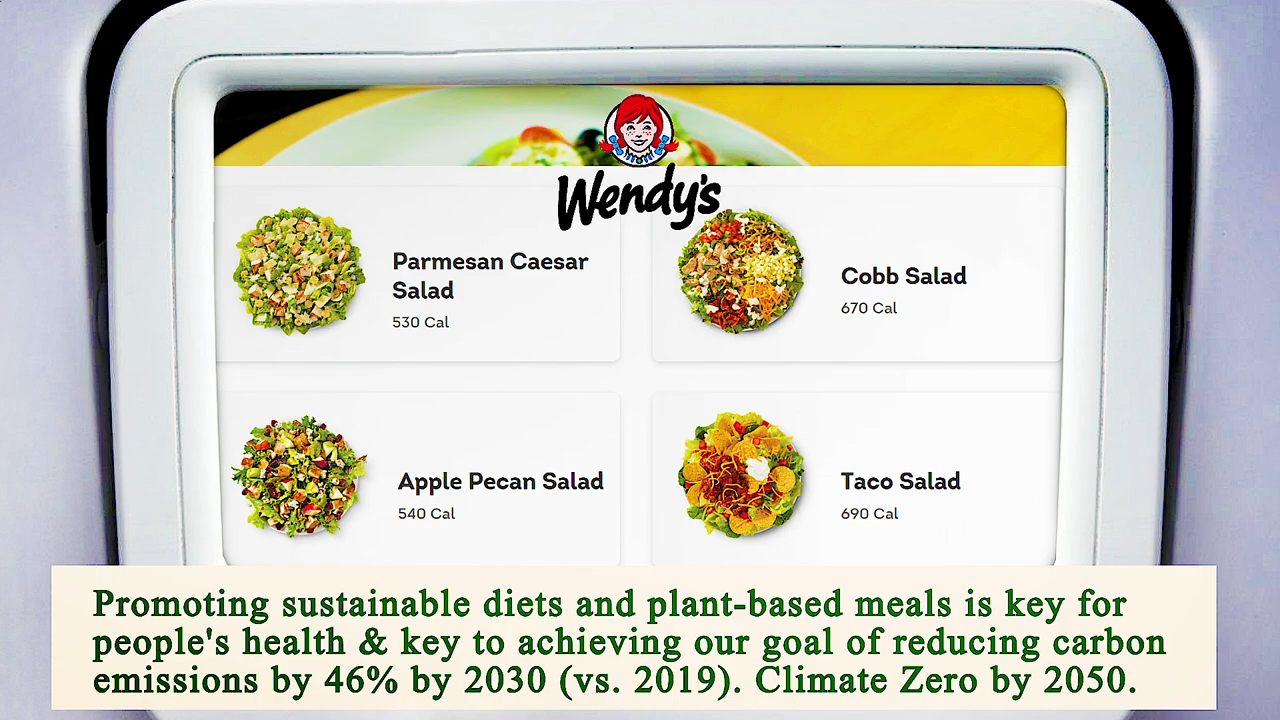 Wendy's
Parmesan Caesar
Salad
530 Cal
Cobb Salad
670 Cal
Apple Pecan Salad
540 Cal
Taco Salad
690 Cal
Promoting sustainable diets and plant-based meals is key for
people's health & key to achieving our goal of reducing carbon
emissions by 46% by 2030 (vs. 2019). Climate Zero by 2050.